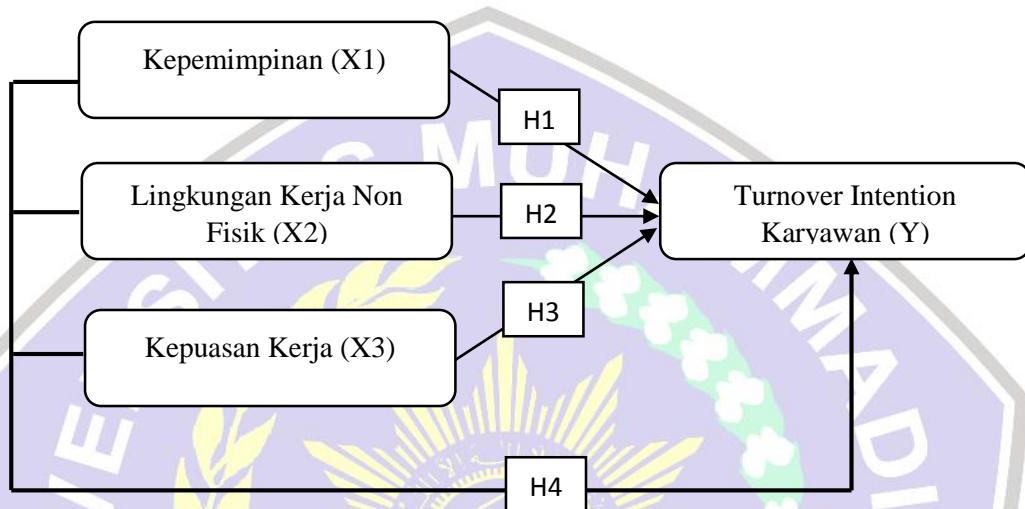 Kepemimpinan (X1)
H1
Lingkungan Kerja Non
Fisik (X2)
H2
Turnover Intention
Karyawan (Y)
Kepuasan Kerja (X3)
H3
H4